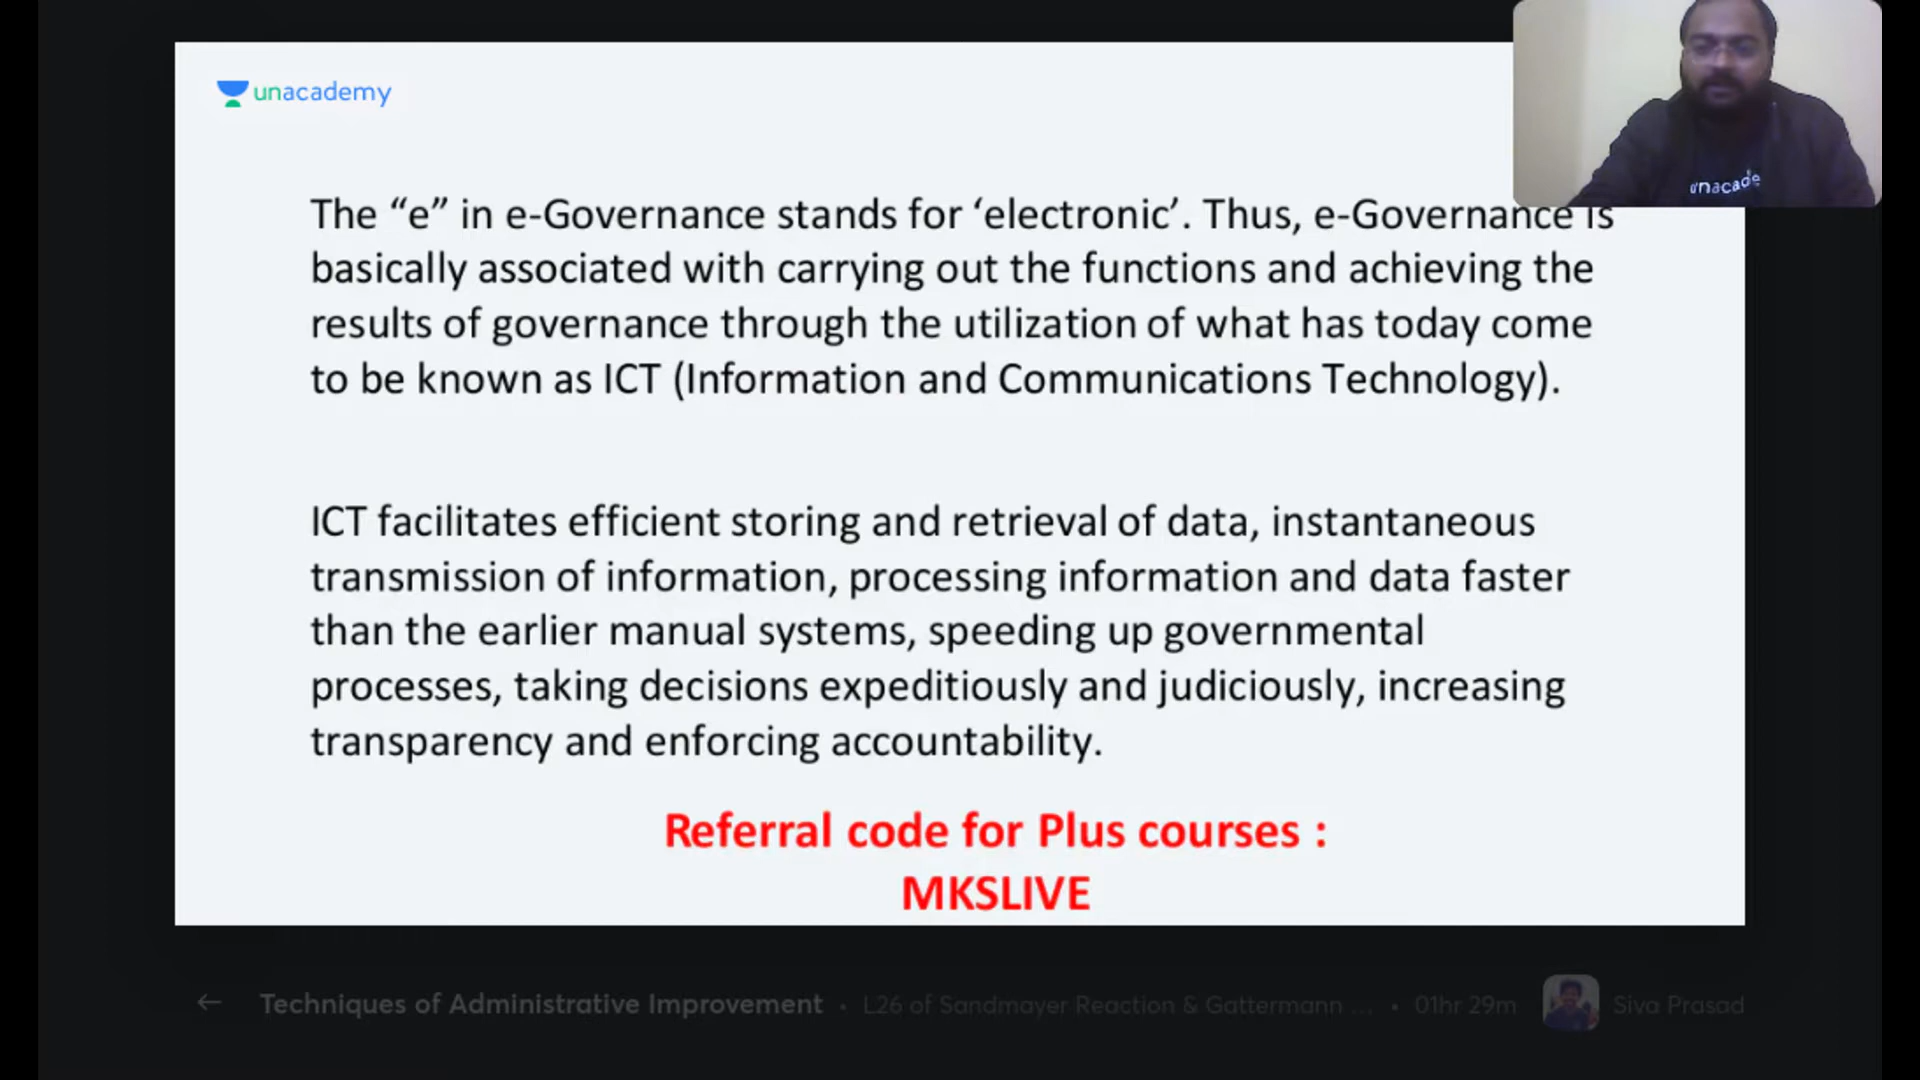 unacademy
The “e” in e-Governance stands for ‘electronic’. Thus, e-Governance is
basically associated with carrying out the functions and achieving the
results of governance through the utilization of what has today come
to be known as ICT (Information and Communications Technology).
ICT facilitates efficient storing and retrieval of data, instantaneous
transmission of information, processing information and data faster
than the earlier manual systems, speeding up governmental
processes, taking decisions expeditiously and judiciously, increasing
transparency and enforcing accountability.
Referral code for Plus courses :
MKSLIVE
unacade
Techniques of Administrative Improvement • L26 of Sandmayer Reaction & Gattermann ... • 01hr 29m Siva Prasad